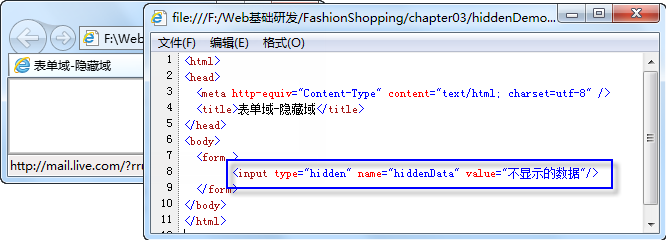 F:\Web
表单域-隐藏域
http://mail.live.com/?rru
file:///F:/Web基础研发/FashionShopping/chapter03/hiddenDemo...
文件(F) 编辑(E) 格式(O)
1 <html>
2 <head>
3 <meta http-equiv="Content-Type" content="text/html; charset=utf-8" />
4 <title>表单域-隐藏域</title>
5 </head>
6 <body>
7 <form >
8 <input type="hidden" name="hiddenData" value="不显示的数据"/>
9 </form>
10 </body>
11 </html>